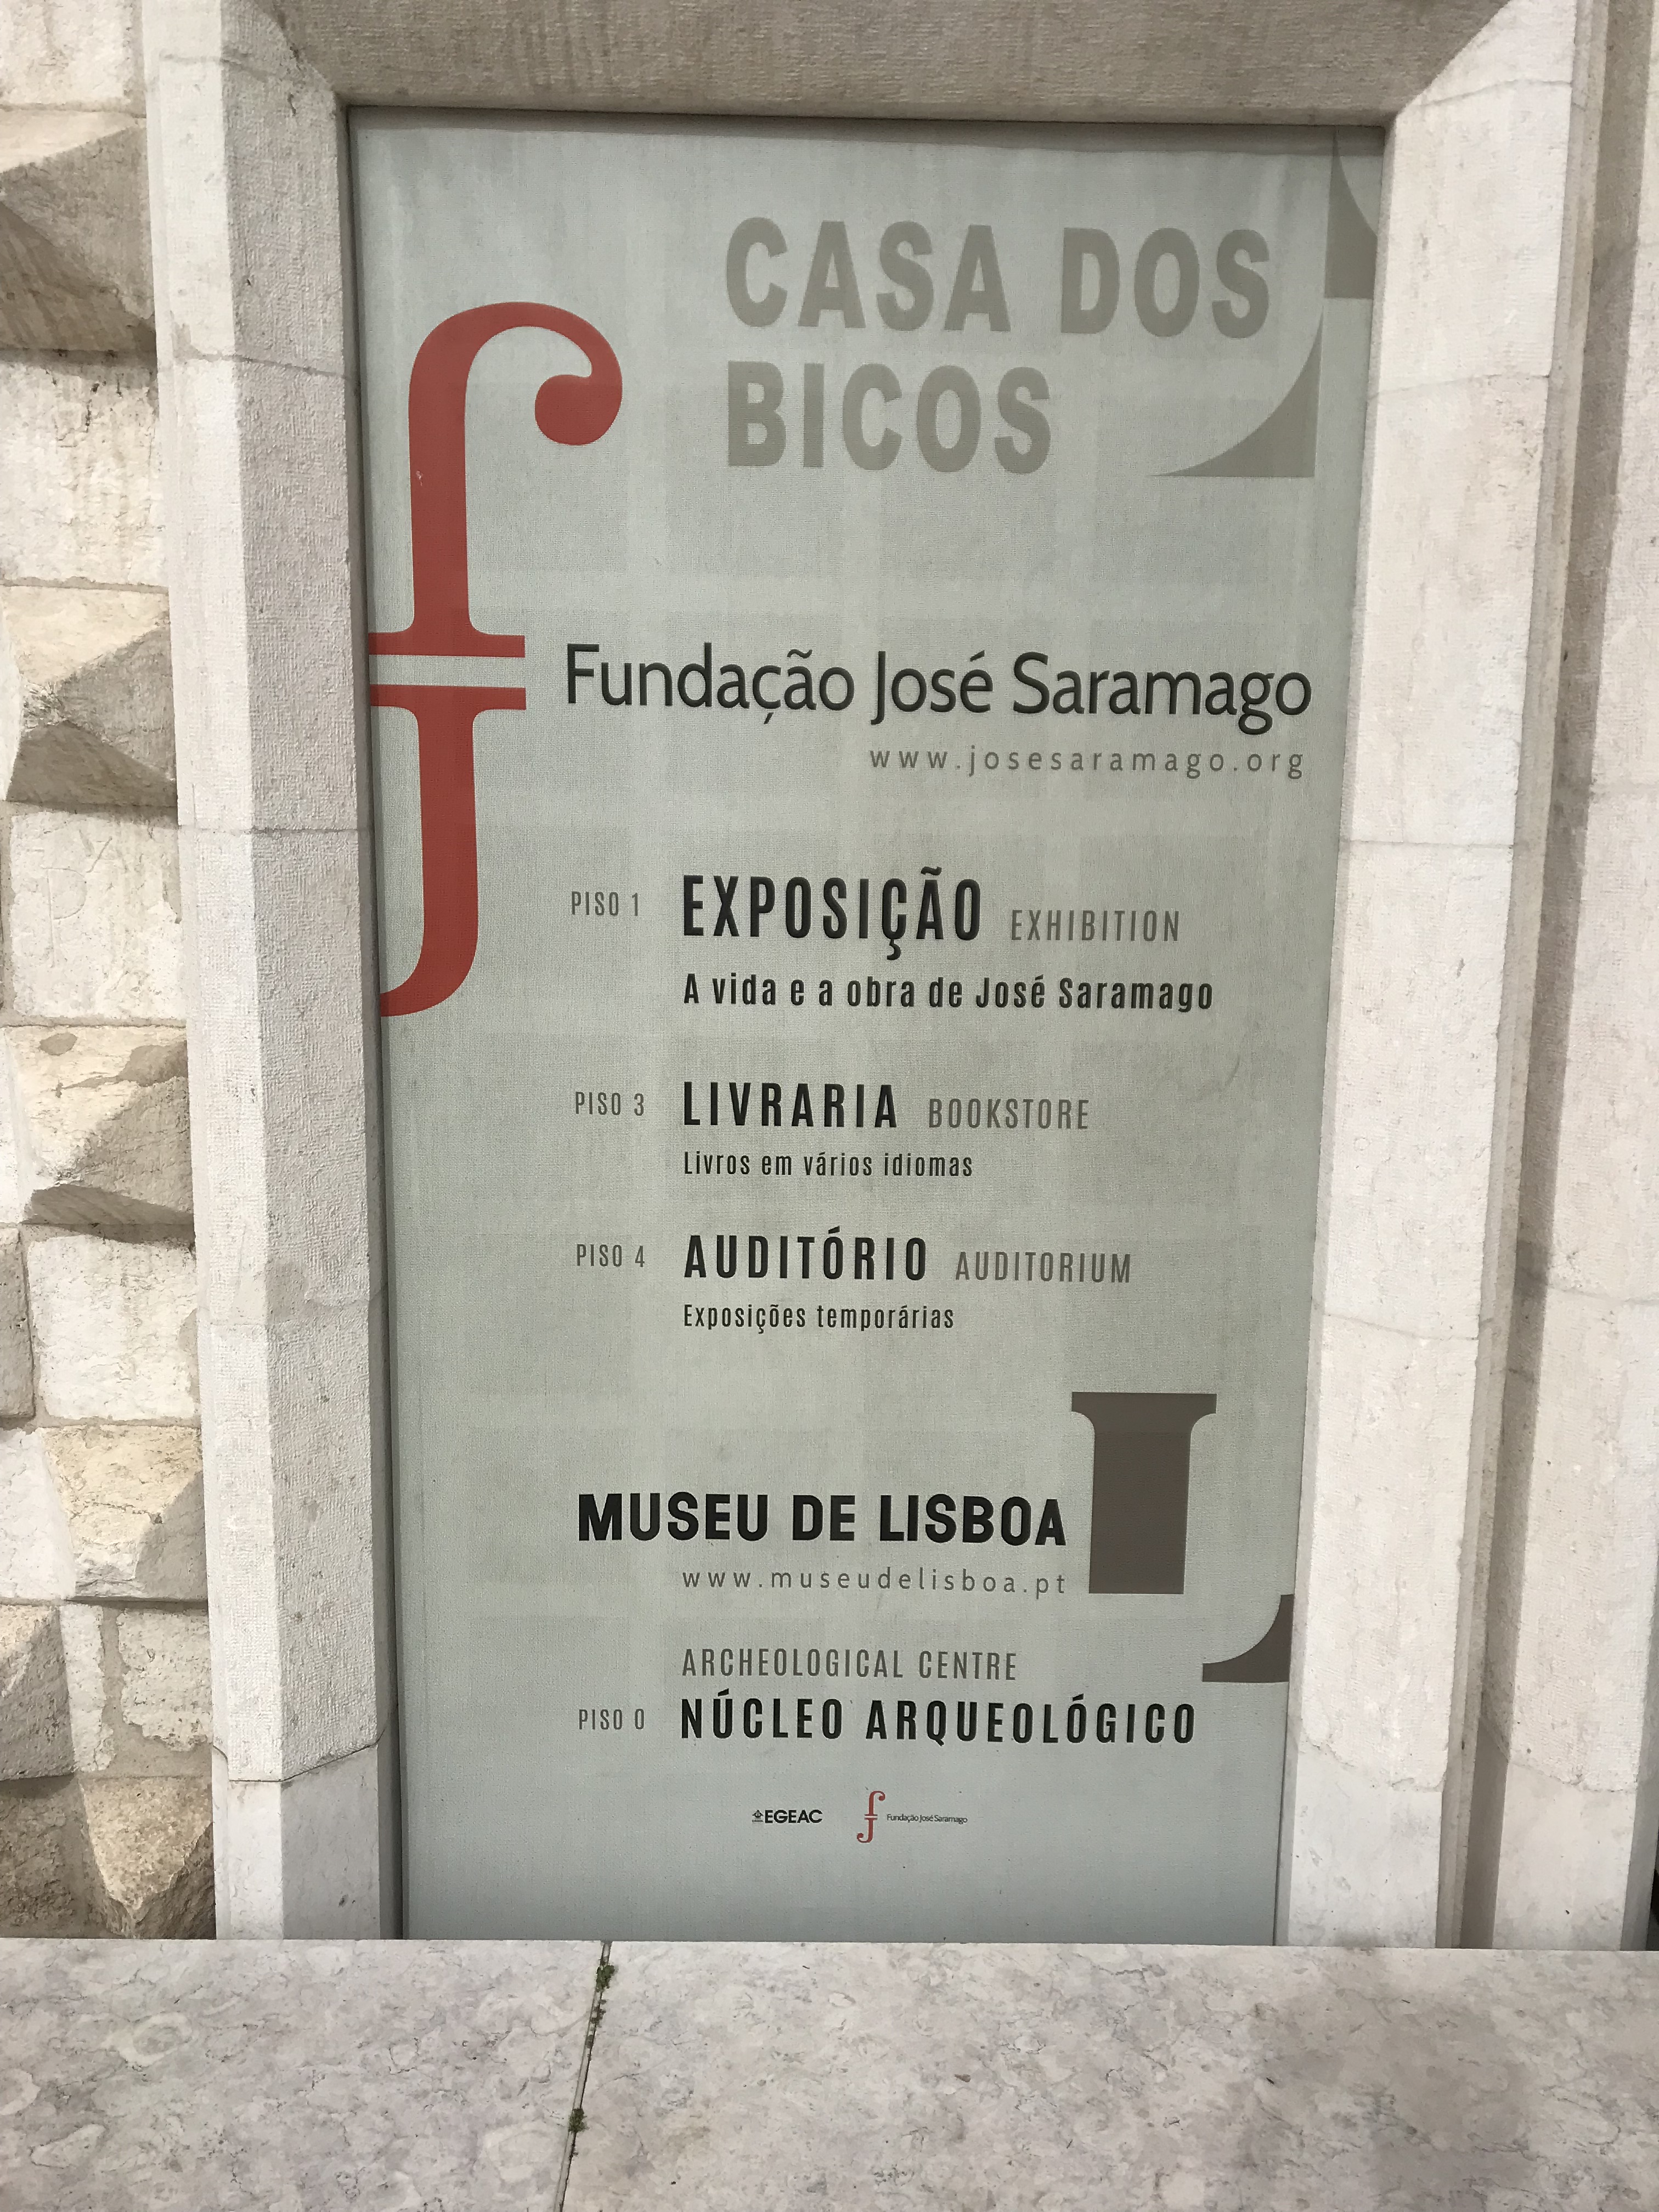 CASA DOS
BICOS
Fundação José Saramago
www.josesaramago.org
PISO 1 EXPOSIÇÃO EXHIBITION
A vida e a obra de José Saramago
PISO 3 LIVRARIA BOOKSTORE
Livros em vários idiomas
PISO 4 AUDITÓRIO AUDITORIUM
Exposições temporárias
MUSEU DE LISBOA
www.museudelisboa.pt
ARCHEOLOGICAL CENTRE
PISO 0 NÚCLEO ARQUEOLÓGICO
EGEAC Fundação José Saramago